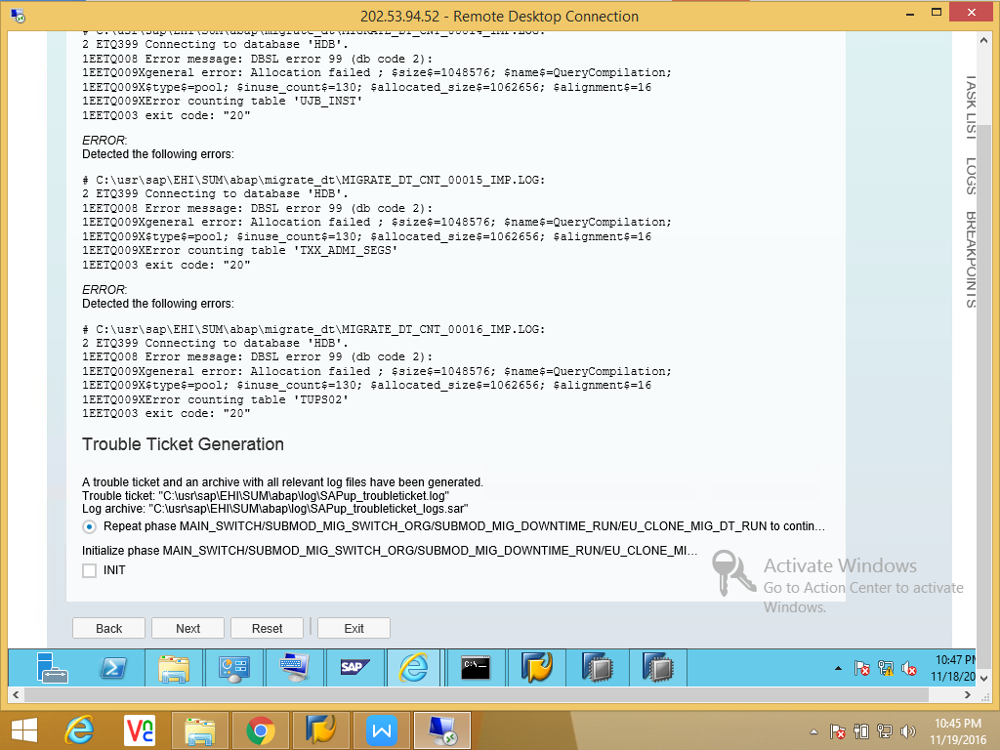 202.53.94.52 - Remote Desktop Connection
# C:\usr\sap\EHI\SUM\abap\migrate_dt\MIGRATE_DT_CNT_00014_IMP.LOG:
2 ETQ399 Connecting to database 'HDB'.
1EETQ008 Error message: DBSL error 99 (db code 2):
1EETQ009Xgeneral error: Allocation failed ; $size$=1048576; $name$=QueryCompilation;
1EETQ009X$type$=pool; $inuse_count$=130; $allocated_size$=1062656; $alignment$=16
1EETQ009XError counting table 'UJB_INST'
1EETQ003 exit code: "20"
ERROR:
Detected the following errors:
# C:\usr\sap\EHI\SUM\abap\migrate_dt\MIGRATE_DT_CNT_00015_IMP.LOG:
2 ETQ399 Connecting to database 'HDB'.
1EETQ008 Error message: DBSL error 99 (db code 2):
1EETQ009Xgeneral error: Allocation failed ; $size$=1048576; $name$=QueryCompilation;
1EETQ009X$type$=pool; $inuse_count$=130; $allocated_size$=1062656; $alignment$=16
1EETQ009XError counting table 'TXX_ADMI_SEGS'
1EETQ003 exit code: "20"
ERROR:
Detected the following errors:
# C:\usr\sap\EHI\SUM\abap\migrate_dt\MIGRATE_DT_CNT_00016_IMP.LOG:
2 ETQ399 Connecting to database 'HDB'.
1EETQ008 Error message: DBSL error 99 (db code 2):
1EETQ009Xgeneral error: Allocation failed ; $size$=1048576; $name$=QueryCompilation;
1EETQ009X$type$=pool; $inuse_count$=130; $allocated_size$=1062656; $alignment$=16
1EETQ009XError counting table 'TUPS02'
1EETQ003 exit code: "20"
Trouble Ticket Generation
A trouble ticket and an archive with all relevant log files have been generated.
Trouble ticket: "C:\usr\sap\EHI\SUM\abap\log\SAPup_troubleticket.log"
Log archive: "C:\usr\sap\EHI\SUM\abap\log\SAPup_troubleticket_logs.sar"
Repeat phase MAIN_SWITCH/SUBMOD_MIG_SWITCH_ORG/SUBMOD_MIG_DOWNTIME_RUN/EU_CLONE_MIG_DT_RUN to contin...
Initialize phase MAIN_SWITCH/SUBMOD_MIG_SWITCH_ORG/SUBMOD_MIG_DOWNTIME_RUN/EU_CLONE_MI...
INIT
Back Next Reset Exit
TASK LIST
LOGS
BREAKPOINTS
Activate Windows
Go to Action Center to activate
Windows.
SAP
C:\_
10:47 PM
11/18/20
VNC
W
10:45 PM
11/19/2016